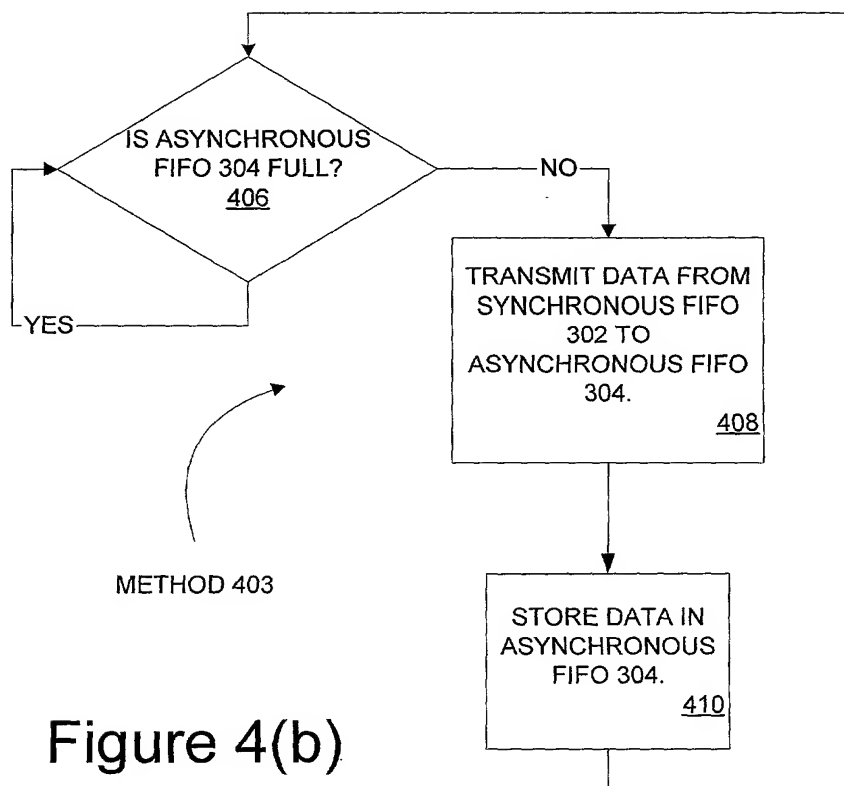 IS ASYNCHRONOUS
FIFO 304 FULL?
406
NO
YES
TRANSMIT DATA FROM
SYNCHRONOUS FIFO
302 TO
ASYNCHRONOUS FIFO
304.
408
METHOD 403
STORE DATA IN
ASYNCHRONOUS
FIFO 304.
410
Figure 4(b)